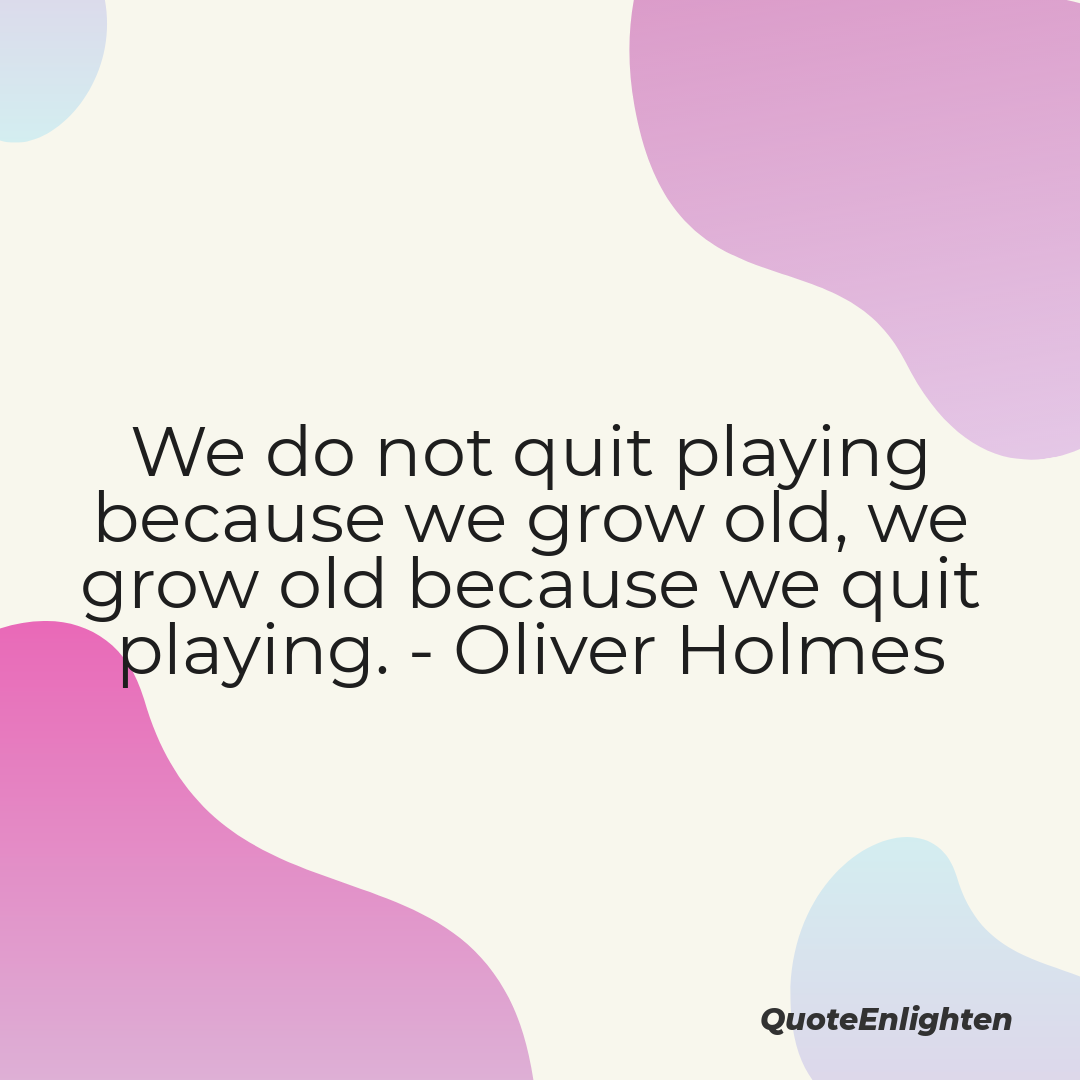 We do not quit playing
because we grow old, we
grow old because we quit
playing. - Oliver Holmes
QuoteEnlighten